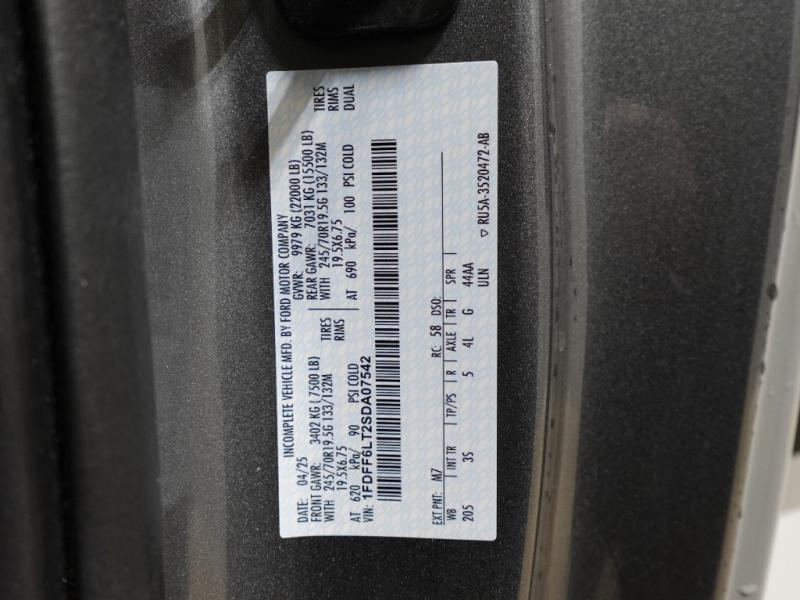 INCOMPLETE VEHICLE MFD. BY FORD MOTOR COMPANY
DATE: 04/25 GVWR: 9979 KG (22000 LB)
FRONT GAWR: 3402 KG (7500 LB) REAR GAWR: 7031 KG (15500 LB)
WITH 245/70R19.5G 133/132M TIRES WITH 245/70R19.5G 133/132M TIRES
19.5X6.75 RIMS 19.5X6.75 RIMS
AT 620 kPa/ 90 PSI COLD AT 690 kPa/ 100 PSI COLD DUAL
VIN: 1FDFF6LT2SDA07542
EXT PNT: M7 RC: 58 DSO:
WB INT TR TP/PS R AXLE TR SPR
205 3S 5 4L G 44AA
ULN
▽ RU5A-3520472-AB